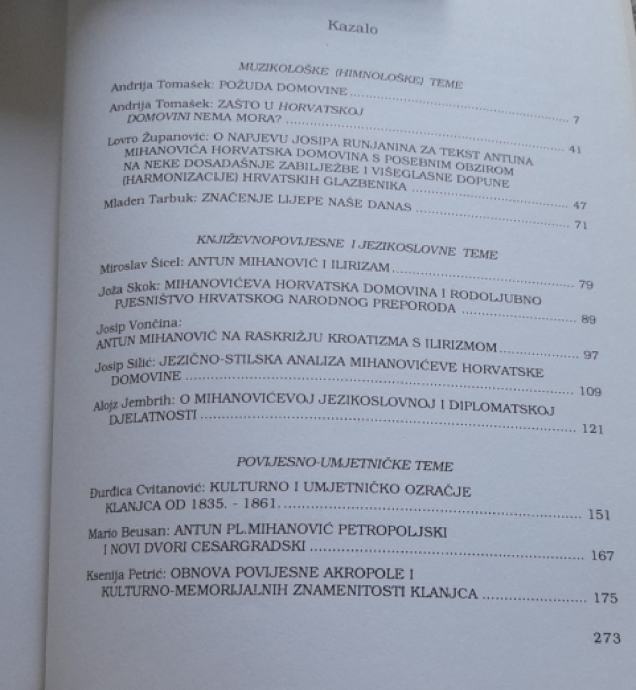 Kazalo
MUZIKOLOŠKE (HIMNOLOŠKE) TEME
Andrija Tomašek: POŽUDA DOMOVINE ........ 7
Andrija Tomašek: ZAŠTO U HORVATSKOJ
DOMOVINI NEMA MORA? ........ 41
Lovro Županović: O NAPJEVU JOSIPA RUNJANINA ZA TEKST ANTUNA
MIHANOVIĆA HORVATSKA DOMOVINA S POSEBNIM OBZIROM
NA NEKE DOSADAŠNJE ZABILJEŽBE I VIŠEGLASNE DOPUNE
(HARMONIZACIJE) HRVATSKIH GLAZBENIKA ........ 47
Mladen Tarbuk: ZNAČENJE LIJEPE NAŠE DANAS ........ 71
KNJIŽEVNOPOVIJESNE I JEZIKOSLOVNE TEME
Miroslav Šicel: ANTUN MIHANOVIĆ I ILIRIZAM ........ 79
Joža Skok: MIHANOVIĆEVA HORVATSKA DOMOVINA I RODOLJUBNO
PJESNIŠTVO HRVATSKOG NARODNOG PREPORODA ........ 89
Josip Vončina:
ANTUN MIHANOVIĆ NA RASKRIŽJU KROATIZMA S ILIRIZMOM ........ 97
Josip Silić: JEZIČNO-STILSKA ANALIZA MIHANOVIĆEVE HORVATSKE
DOMOVINE ........ 109
Alojz Jembrih: O MIHANOVIĆEVOJ JEZIKOSLOVNOJ I DIPLOMATSKOJ
DJELATNOSTI ........ 121
POVIJESNO-UMJETNIČKE TEME
Đurđica Cvitanović: KULTURNO I UMJETNIČKO OZRAČJE
KLANJCA OD 1835. - 1861. ........ 151
Mario Beusan: ANTUN PL.MIHANOVIĆ PETROPOLJSKI
I NOVI DVORI CESARGRADSKI ........ 167
Ksenija Petrić: OBNOVA POVIJESNE AKROPOLE I
KULTURNO-MEMORIJALNIH ZNAMENITOSTI KLANJCA ........ 175
273